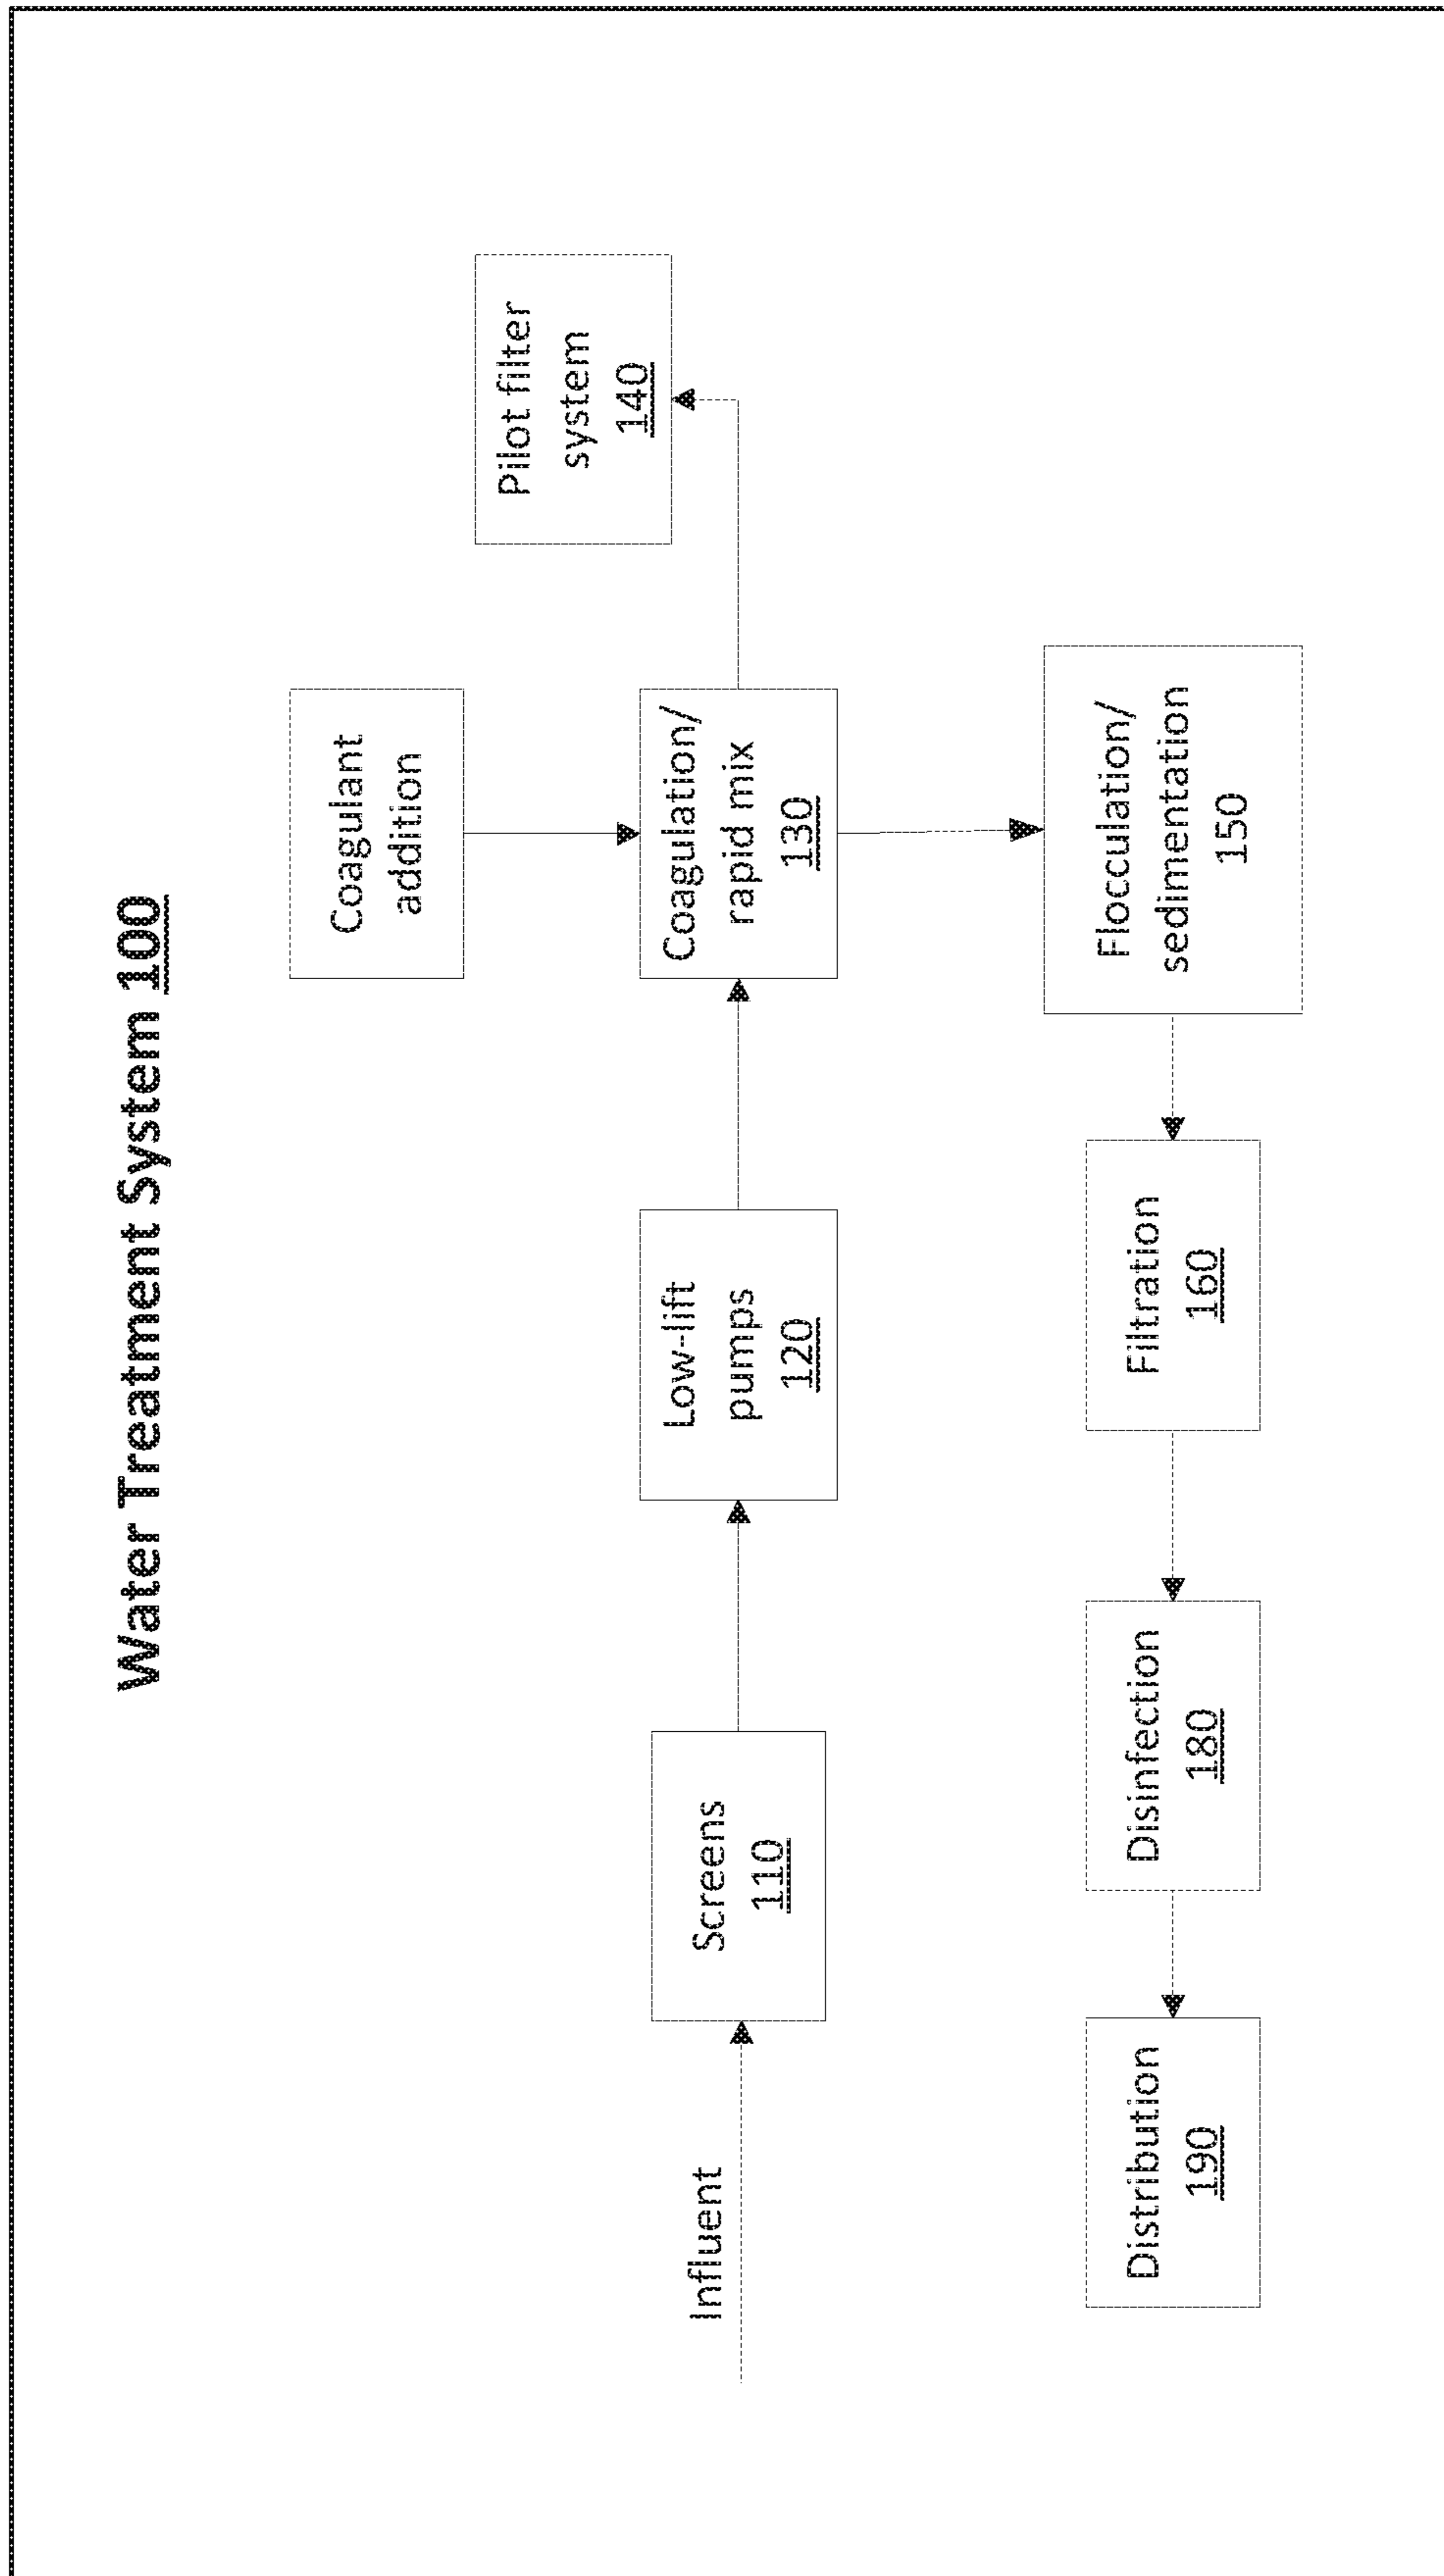 Water Treatment System 100
Coagulant
addition
Pilot filter
system
140
Influent
Screens
110
Low-lift
pumps
120
Coagulation/
rapid mix
130
Flocculation/
sedimentation
150
Filtration
160
Disinfection
180
Distribution
190